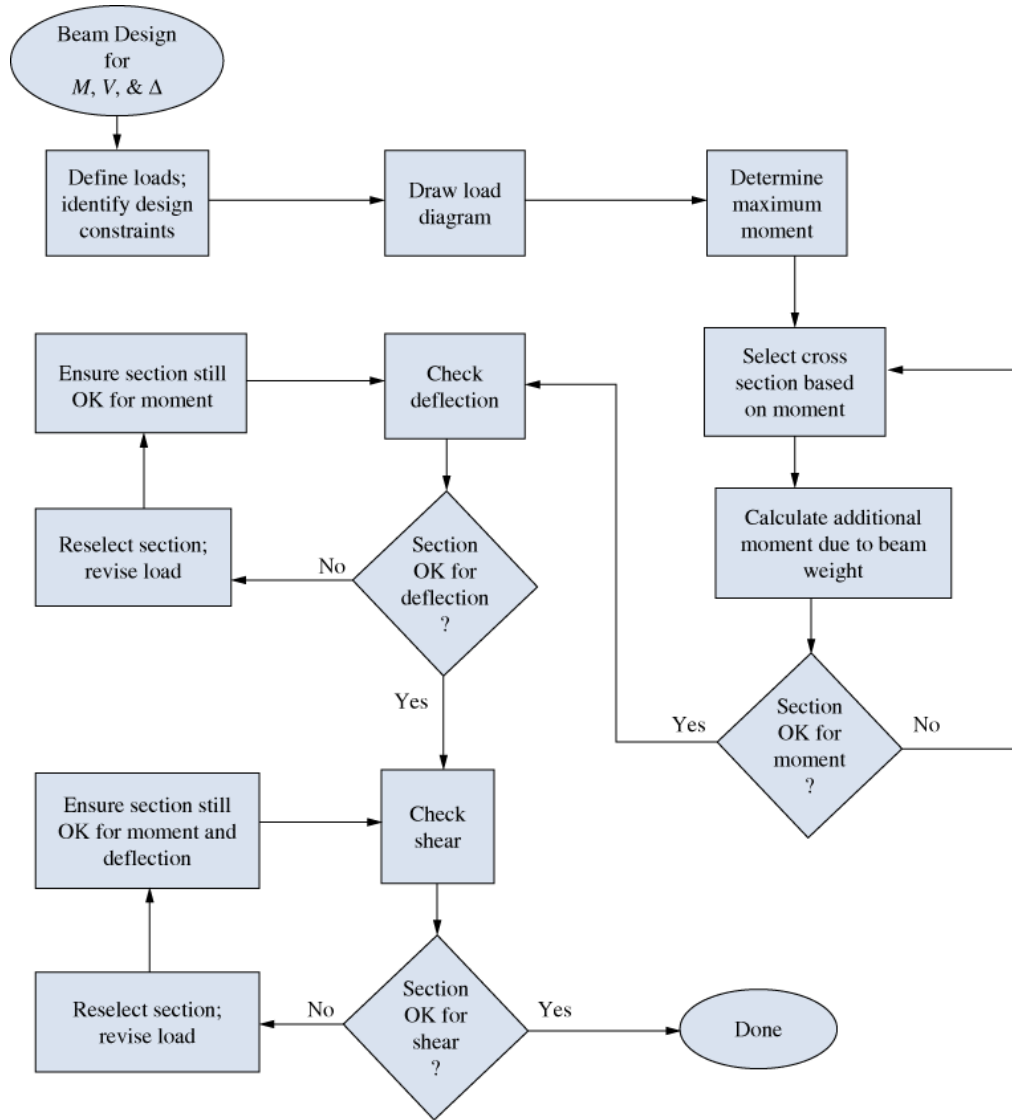 Beam Design
for
M, V, & Δ
Define loads;
identify design
constraints
Draw load
diagram
Determine
maximum
moment
Select cross
section based
on moment
Calculate additional
moment due to beam
weight
Section
OK for
moment
?
Yes
No
Check
deflection
Section
OK for
deflection
?
No
Reselect section;
revise load
Ensure section still
OK for moment
Yes
Check
shear
Section
OK for
shear
?
No
Reselect section;
revise load
Ensure section still
OK for moment and
deflection
Yes
Done